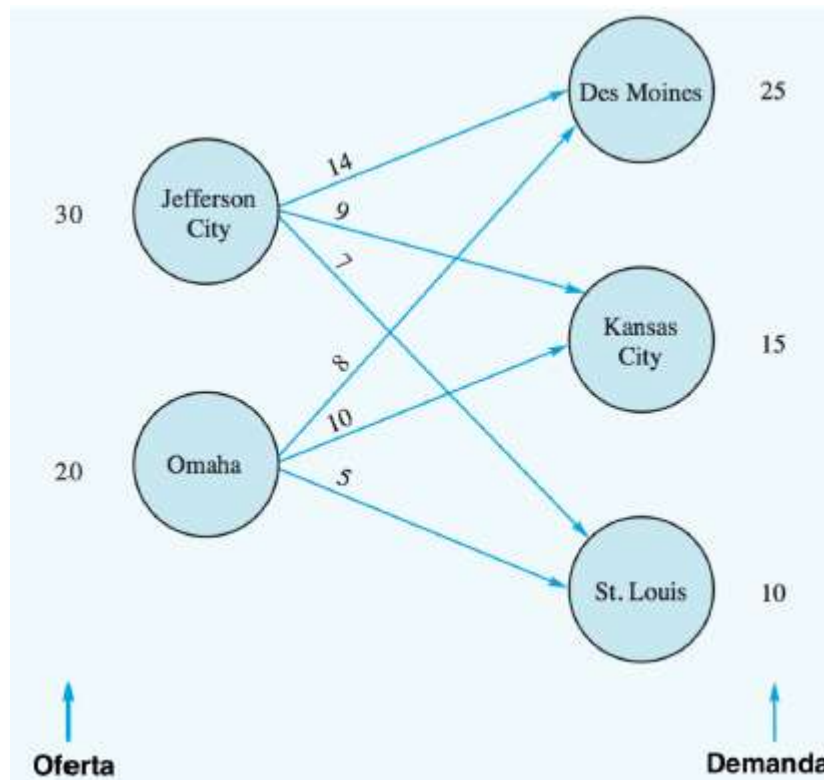 Des Moines
25
14
Jefferson
City
30
9
7
Kansas
City
15
8
10
Omaha
20
5
St. Louis
10
Oferta
Demanda